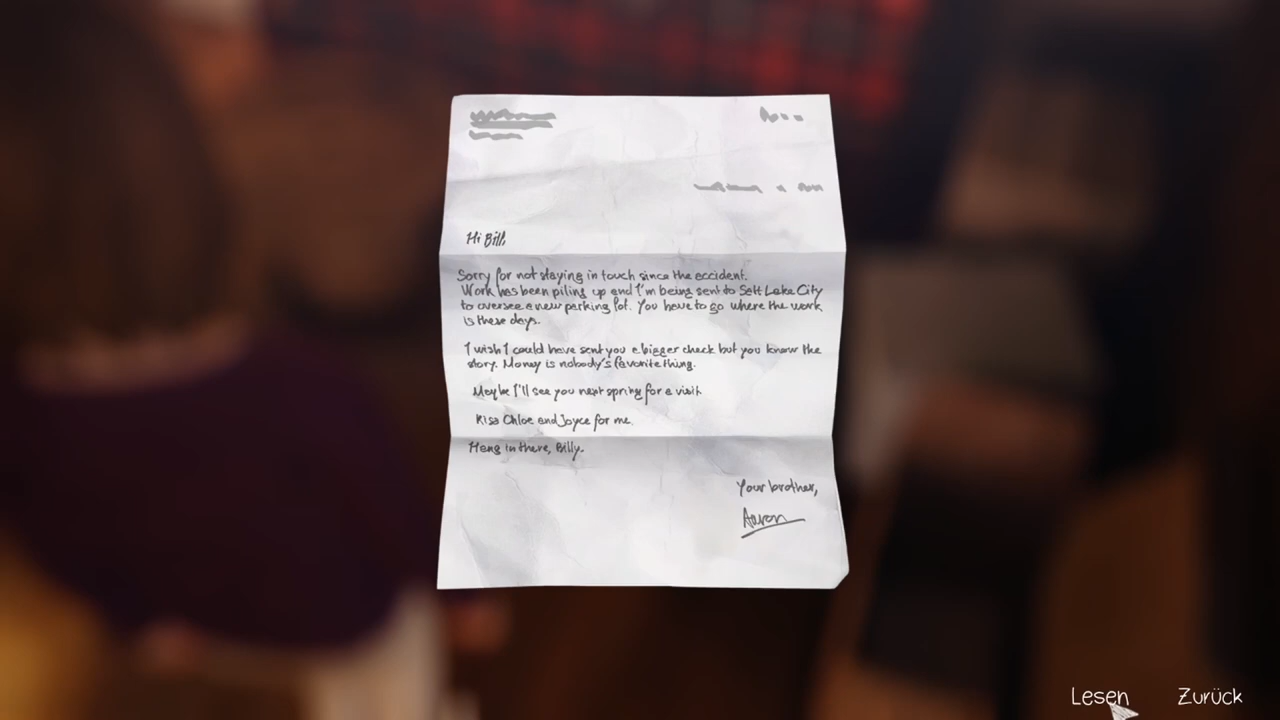 Hi Bill
Sorry for not staying in touch since the accident.
Work has been piling up and I'm being sent to Salt Lake City
to oversee a new parking lot. You have to go where the work
is these days.
I wish I could have sent you a bigger check but you know the
story. Money is nobody's favorite thing.
Maybe I'll see you next spring for a visit.
Kiss Chloe and Joyce for me.
Hang in there, Billy.
Your brother,
Aaron
Lesen Zurück